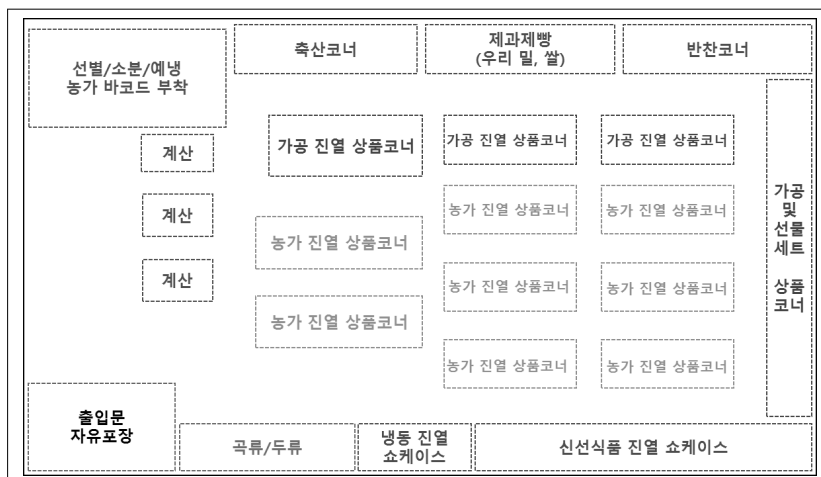 선별/소분/예냉
농가 바코드 부착
축산코너
제과제빵
(우리 밀, 쌀)
반찬코너
계산
가공 진열 상품코너
가공 진열 상품코너
가공 진열 상품코너
계산
농가 진열 상품코너
농가 진열 상품코너
농가 진열 상품코너
계산
농가 진열 상품코너
농가 진열 상품코너
농가 진열 상품코너
농가 진열 상품코너
농가 진열 상품코너
가공
및
선물
세트
상품
코너
출입문
자유포장
곡류/두류
냉동 진열
쇼케이스
신선식품 진열 쇼케이스